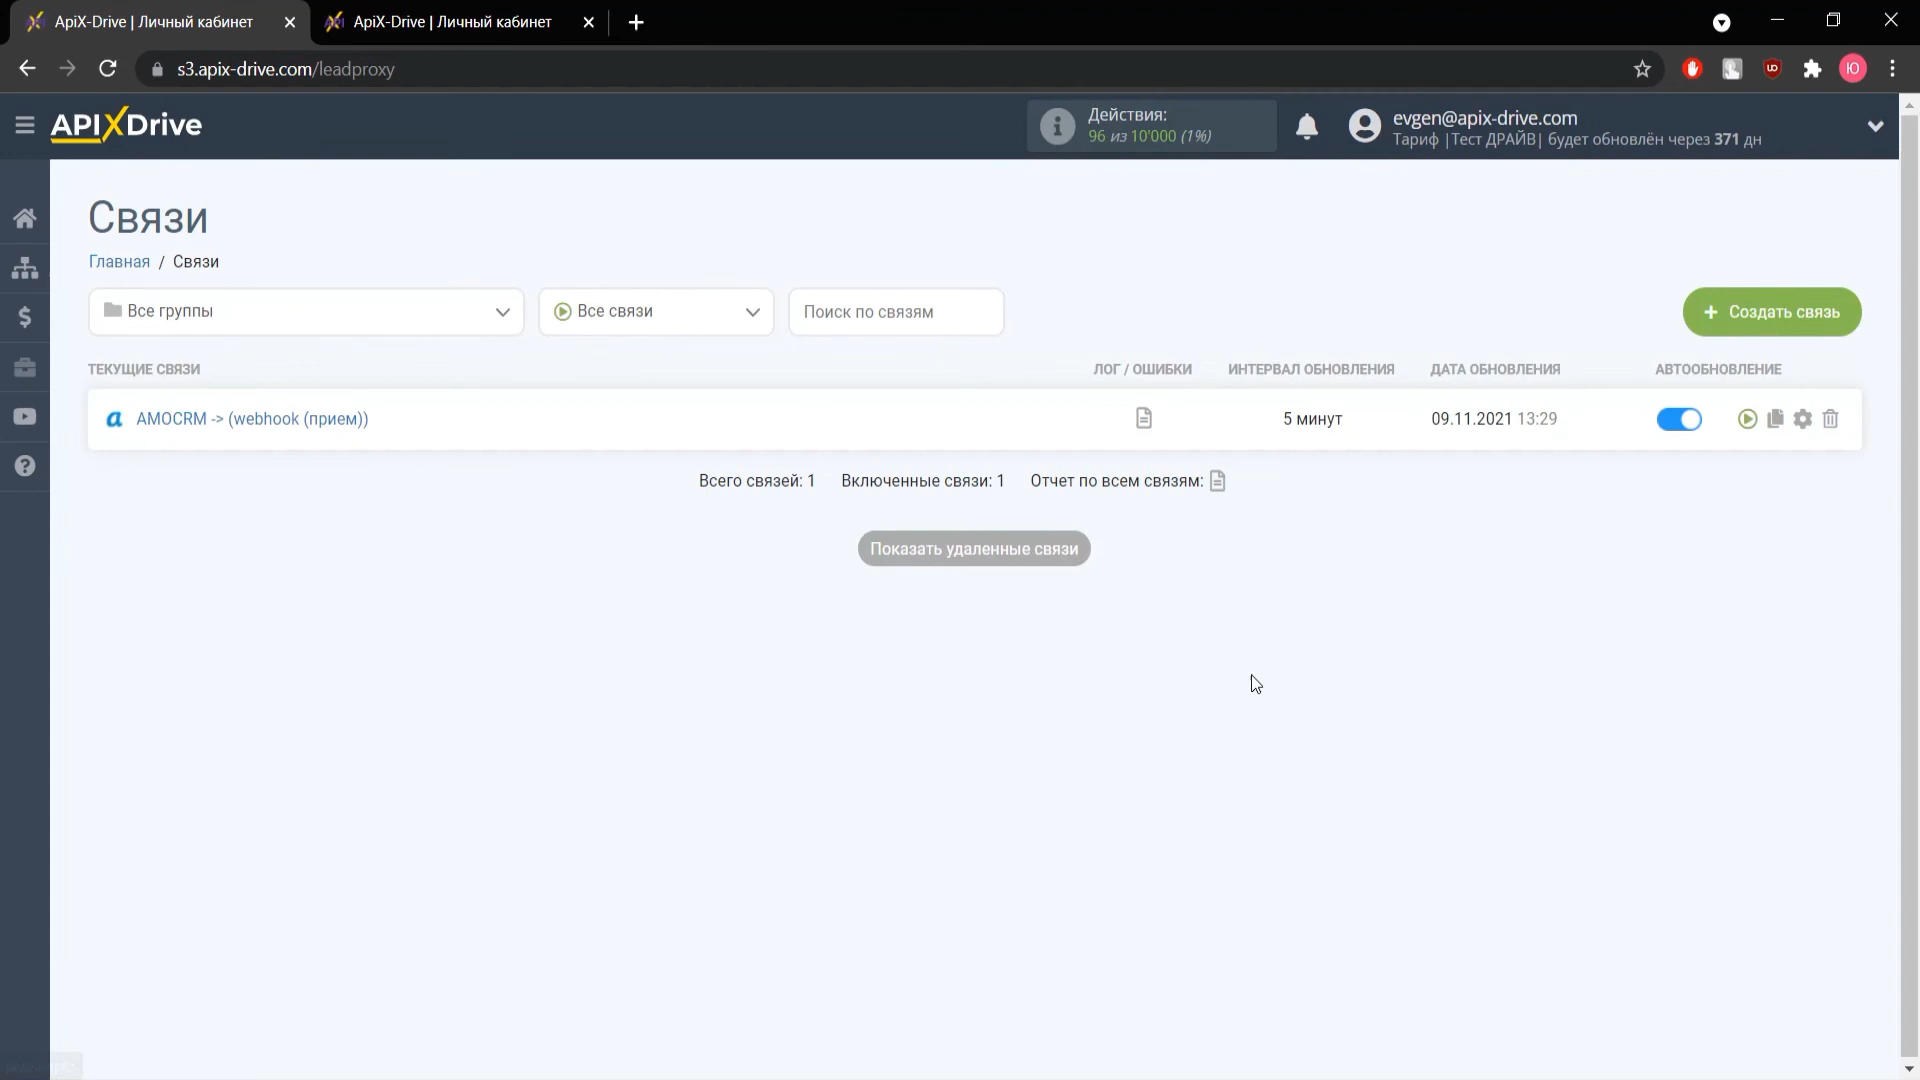 ApiX-Drive | Личный кабинет
ApiX-Drive | Личный кабинет
s3.apix-drive.com/leadproxy
Ю
APIXDrive
Действия:
96 из 10'000 (1%)
evgen@apix-drive.com
Тариф |Тест ДРАЙВ| будет обновлён через 371 дн
Связи
Главная / Связи
Все группы
Все связи
Поиск по связям
+ Создать связь
ТЕКУЩИЕ СВЯЗИ
ЛОГ / ОШИБКИ
ИНТЕРВАЛ ОБНОВЛЕНИЯ
ДАТА ОБНОВЛЕНИЯ
АВТООБНОВЛЕНИЕ
AMOCRM -> (webhook (прием))
5 минут
09.11.2021 13:29
Всего связей: 1 Включенные связи: 1 Отчет по всем связям:
Показать удаленные связи